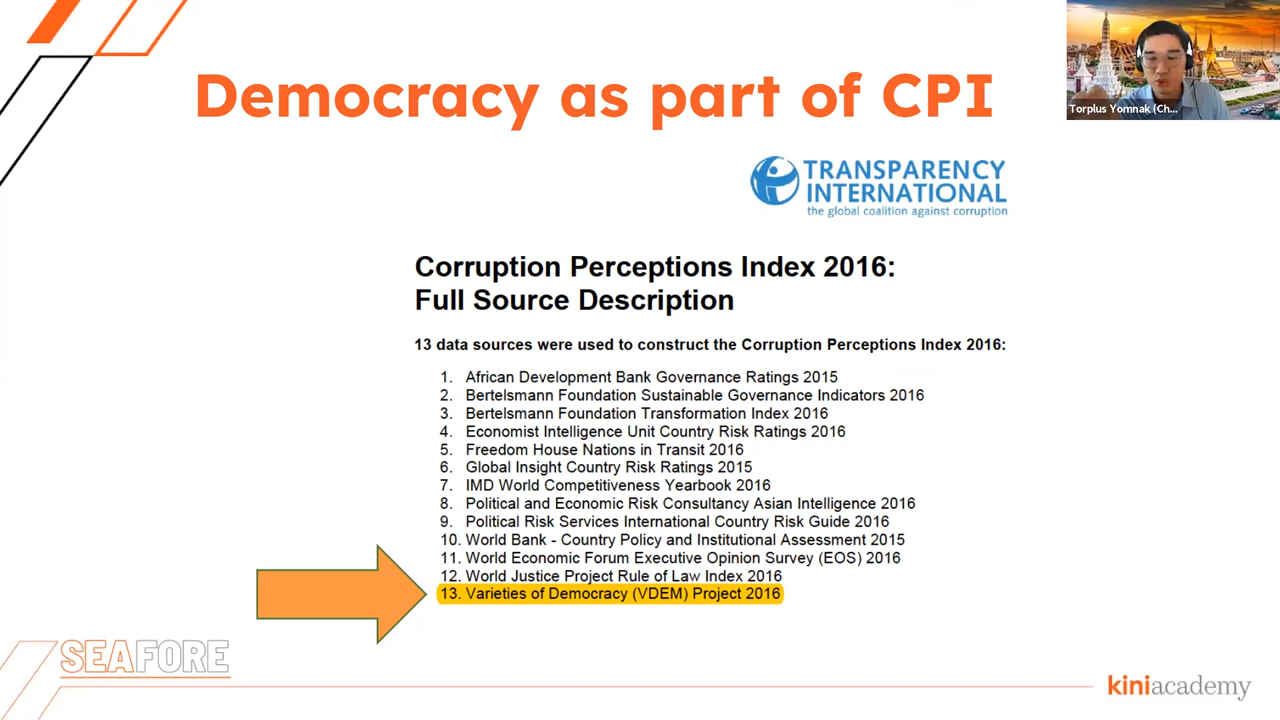 Democracy as part of CPI
Torplus Yomnak (Ch...
TRANSPARENCY
INTERNATIONAL
the global coalition against corruption
Corruption Perceptions Index 2016:
Full Source Description
13 data sources were used to construct the Corruption Perceptions Index 2016:
1. African Development Bank Governance Ratings 2015
2. Bertelsmann Foundation Sustainable Governance Indicators 2016
3. Bertelsmann Foundation Transformation Index 2016
4. Economist Intelligence Unit Country Risk Ratings 2016
5. Freedom House Nations in Transit 2016
6. Global Insight Country Risk Ratings 2015
7. IMD World Competitiveness Yearbook 2016
8. Political and Economic Risk Consultancy Asian Intelligence 2016
9. Political Risk Services International Country Risk Guide 2016
10. World Bank - Country Policy and Institutional Assessment 2015
11. World Economic Forum Executive Opinion Survey (EOS) 2016
12. World Justice Project Rule of Law Index 2016
13. Varieties of Democracy (VDEM) Project 2016
SEAFORE
kiniacademy